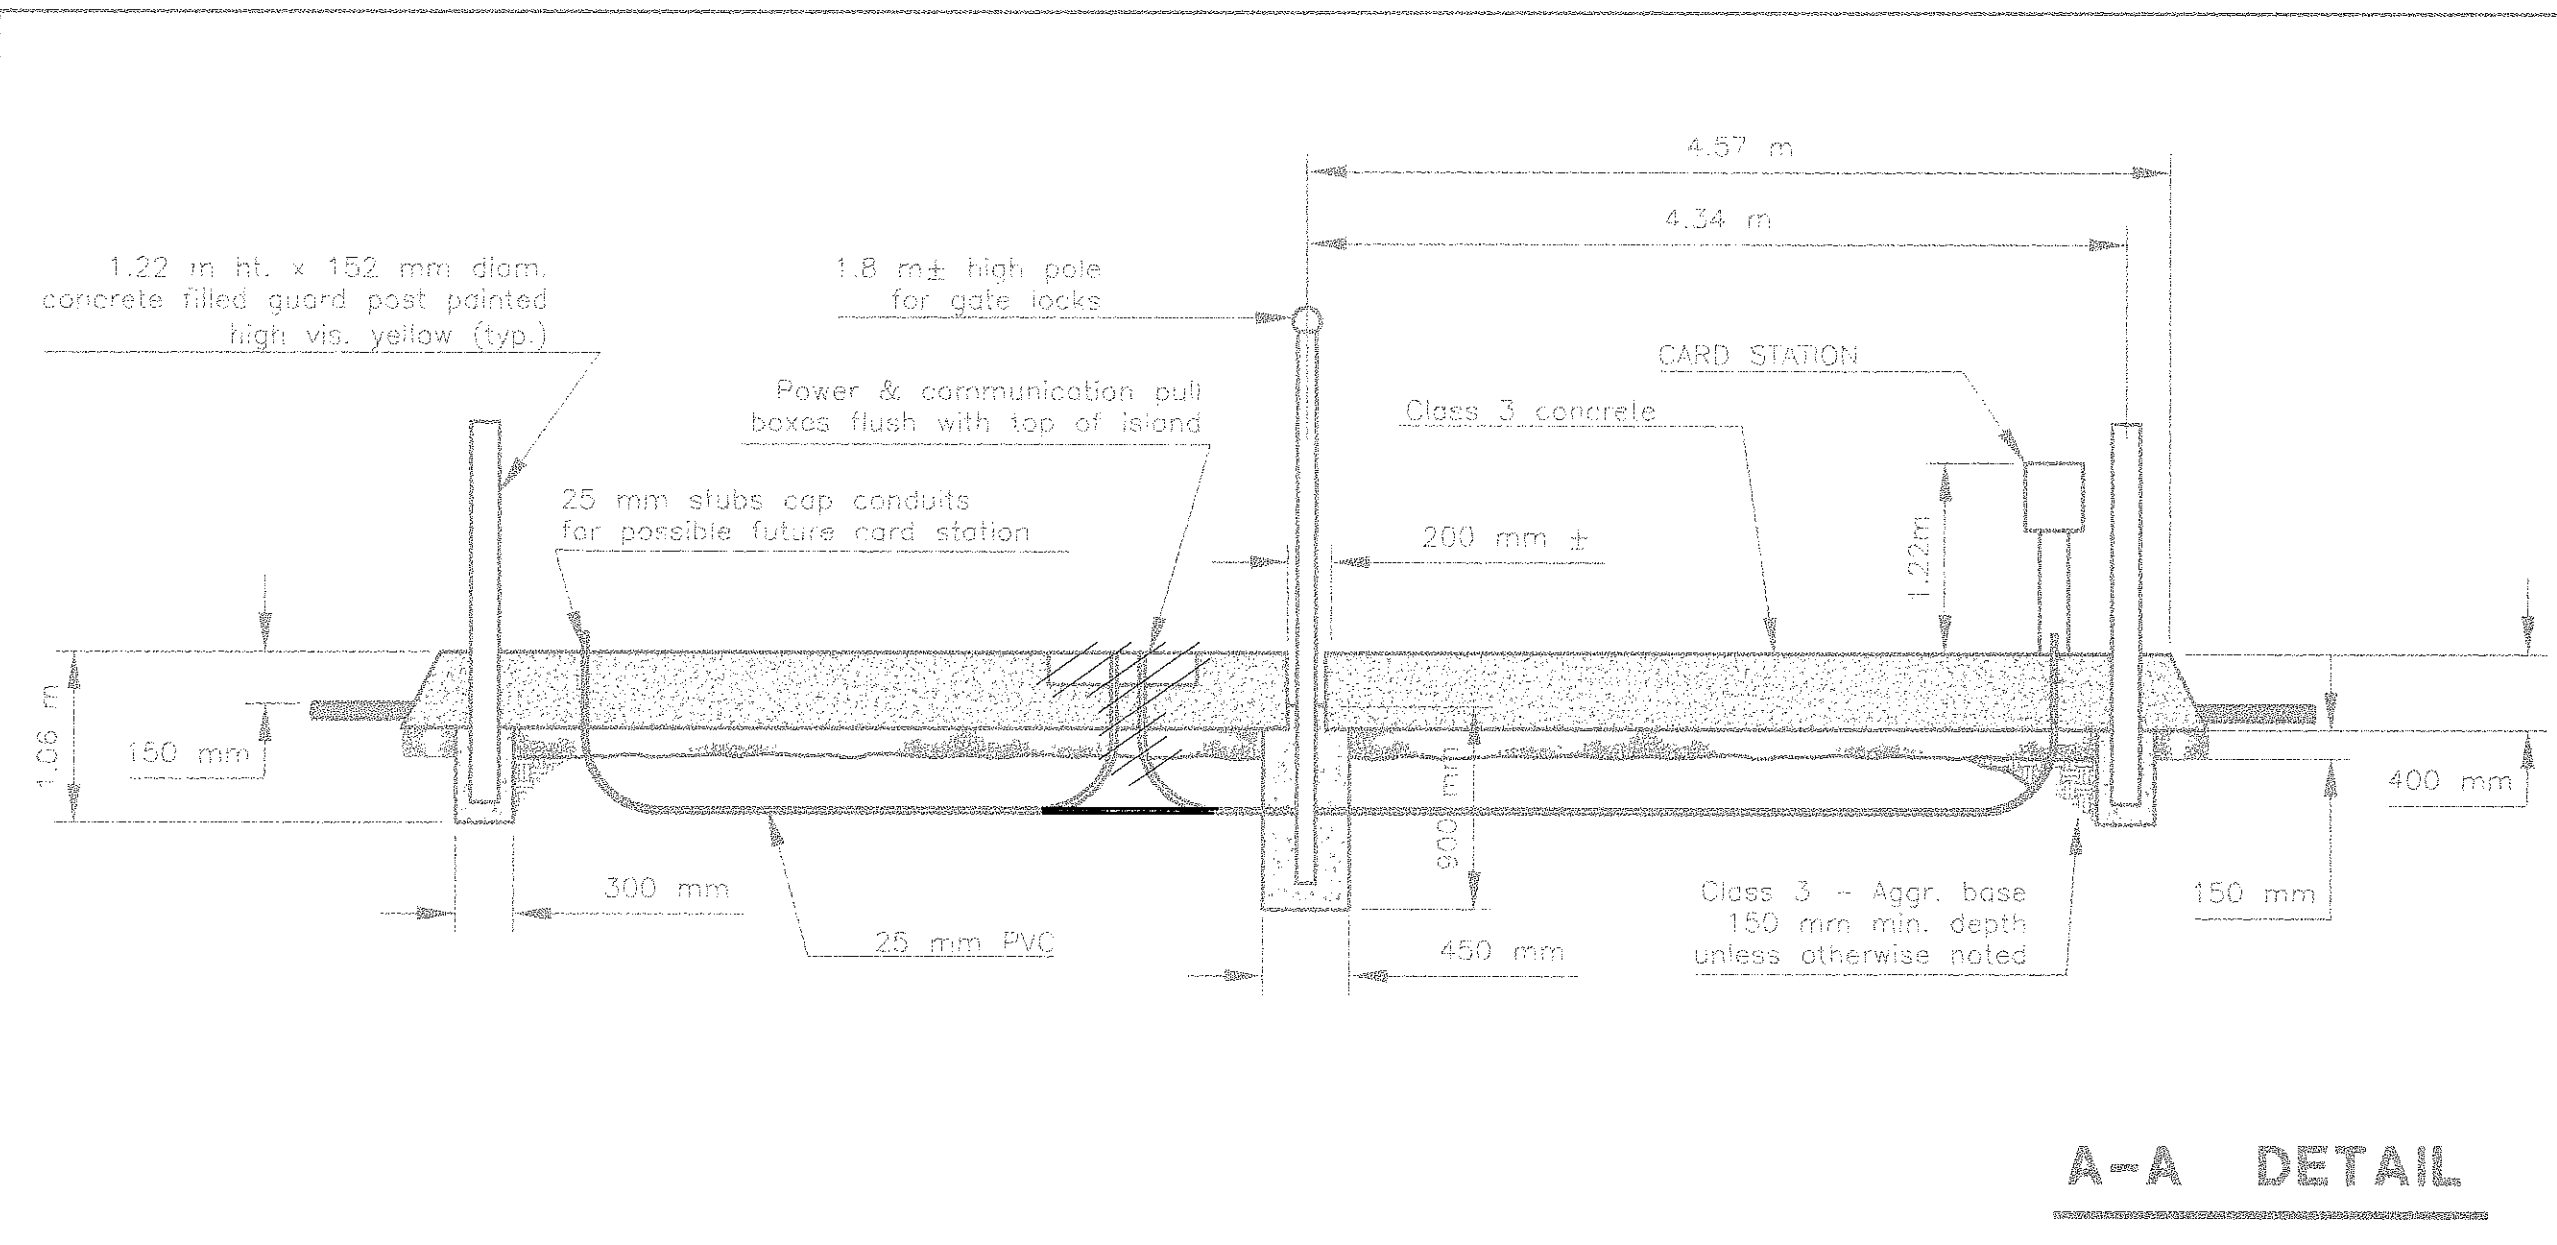 4.57 m
4.34 m
1.22 m ht. x 152 mm diam.
concrete filled guard post painted
high vis. yellow (typ.)
1.8 m± high pole
for gate locks
CARD STATION
Power & communication pull
boxes flush with top of island
Class 3 concrete
25 mm stubs cap conduits
for possible future card station
200 mm ±
1.22m
1.06 m
150 mm
400 mm
900 mm
300 mm
Class 3 - Aggr. base
150 mm min. depth
unless otherwise noted
150 mm
25 mm PVC
450 mm
A-A DETAIL